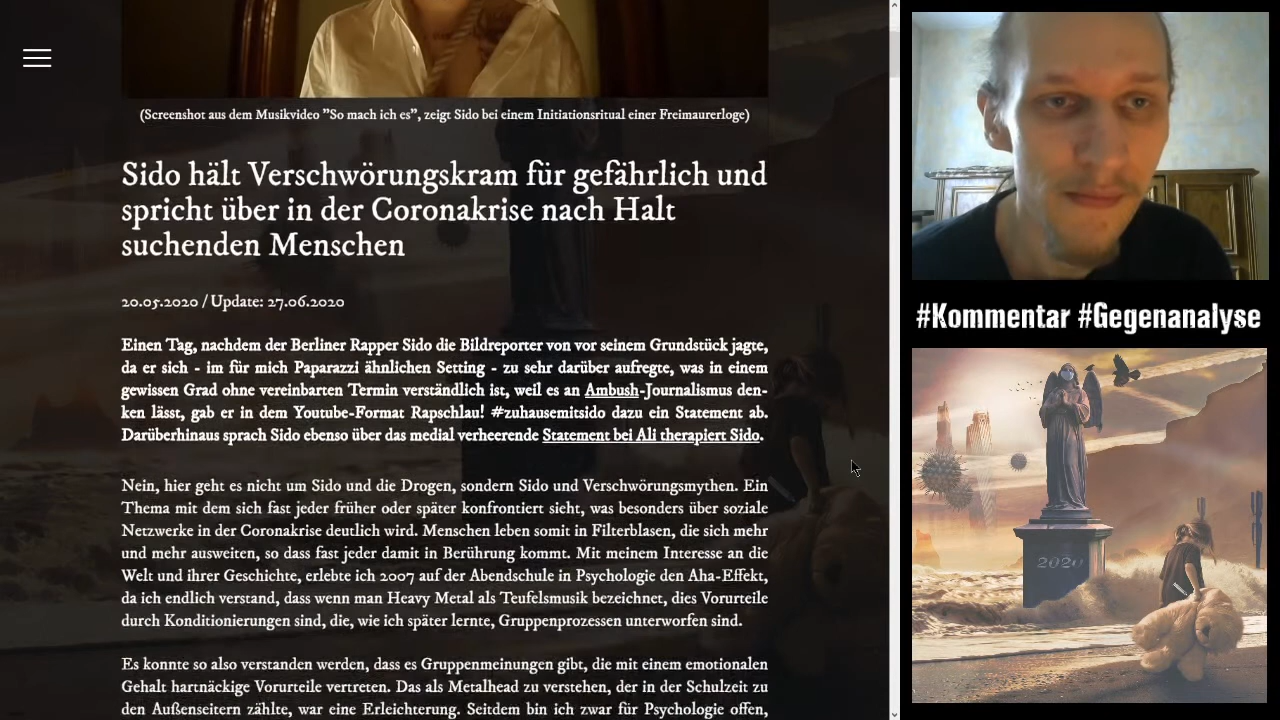 (Screenshot aus dem Musikvideo "So mach ich es", zeigt Sido bei einem Initiationsritual einer Freimaurerloge)
Sido hält Verschwörungskram für gefährlich und
spricht über in der Coronakrise nach Halt
suchenden Menschen
20.05.2020 / Update: 27.06.2020
Einen Tag, nachdem der Berliner Rapper Sido die Bildreporter von vor seinem Grundstück jagte,
da er sich - im für mich Paparazzi ähnlichen Setting - zu sehr darüber aufregte, was in einem
gewissen Grad ohne vereinbarten Termin verständlich ist, weil es an Ambush-Journalismus den-
ken lässt, gab er in dem Youtube-Format Rapschlau! #zuhausemitsido dazu ein Statement ab.
Darüberhinaus sprach Sido ebenso über das medial verheerende Statement bei Ali therapiert Sido.
Nein, hier geht es nicht um Sido und die Drogen, sondern Sido und Verschwörungsmythen. Ein
Thema mit dem sich fast jeder früher oder später konfrontiert sieht, was besonders über soziale
Netzwerke in der Coronakrise deutlich wird. Menschen leben somit in Filterblasen, die sich mehr
und mehr ausweiten, so dass fast jeder damit in Berührung kommt. Mit meinem Interesse an die
Welt und ihrer Geschichte, erlebte ich 2007 auf der Abendschule in Psychologie den Aha-Effekt,
da ich endlich verstand, dass wenn man Heavy Metal als Teufelsmusik bezeichnet, dies Vorurteile
durch Konditionierungen sind, die, wie ich später lernte, Gruppenprozessen unterworfen sind.
Es konnte so also verstanden werden, dass es Gruppenmeinungen gibt, die mit einem emotionalen
Gehalt hartnäckige Vorurteile vertreten. Das als Metalhead zu verstehen, der in der Schulzeit zu
den Außenseitern zählte, war eine Erleichterung. Seitdem bin ich zwar für Psychologie offen,
#Kommentar #Gegenanalyse
2020